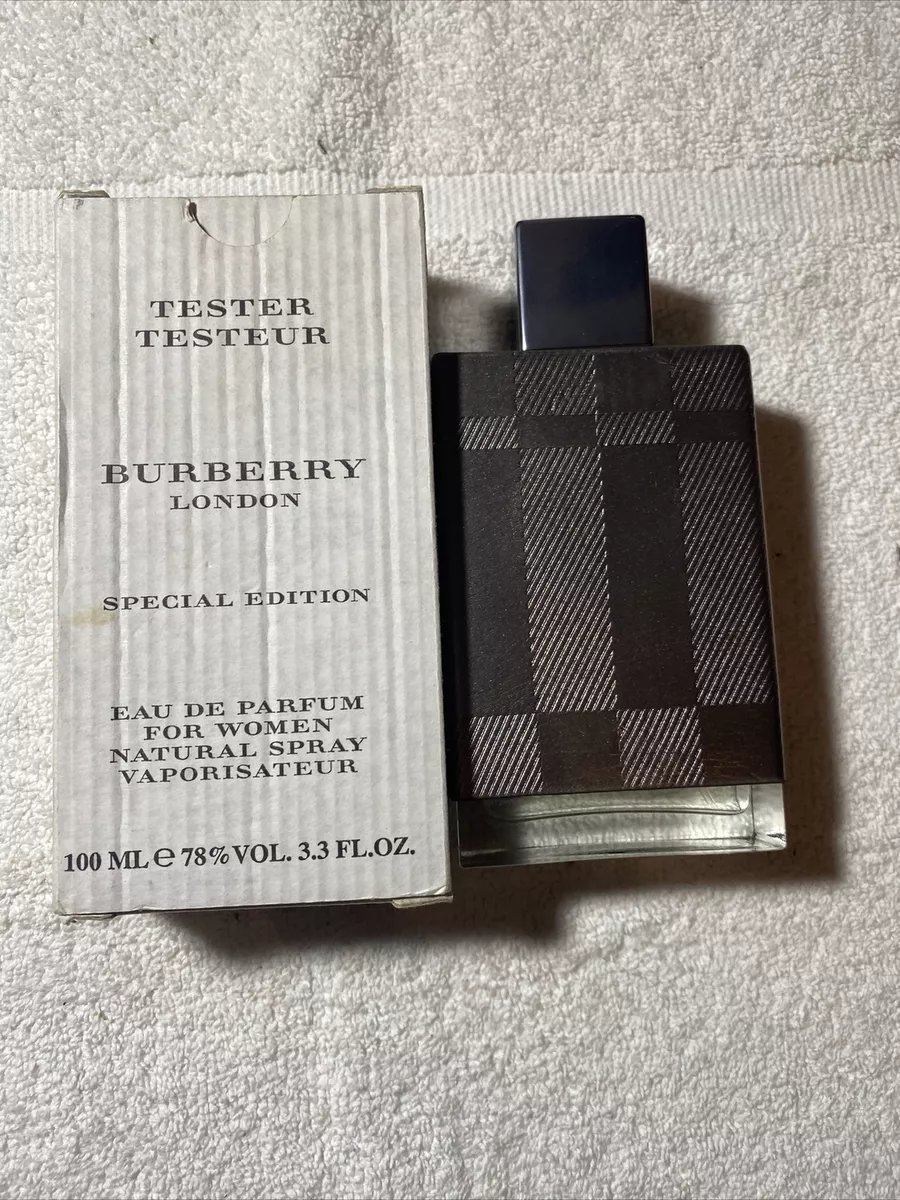 TESTER
TESTEUR
BURBERRY
LONDON
SPECIAL EDITION
EAU DE PARFUM
FOR WOMEN
NATURAL SPRAY
VAPORISATEUR
100 ML ℮ 78% VOL. 3.3 FL.OZ.